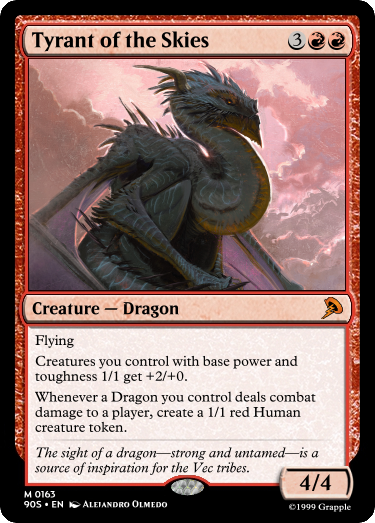 Tyrant of the Skies 3
Creature — Dragon
Flying
Creatures you control with base power and
toughness 1/1 get +2/+0.
Whenever a Dragon you control deals combat
damage to a player, create a 1/1 red Human
creature token.
The sight of a dragon—strong and untamed—is a
source of inspiration for the Vec tribes.
4/4
M 0163
90S • EN Alejandro Olmedo
©1999 Grapple